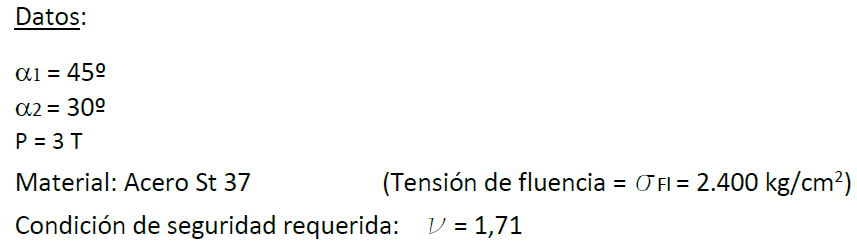 Datos:
α1 = 45º
α2 = 30º
P = 3 T
Material: Acero St 37 (Tensión de fluencia = σ Fl = 2.400 kg/cm²)
Condición de seguridad requerida: ν = 1,71